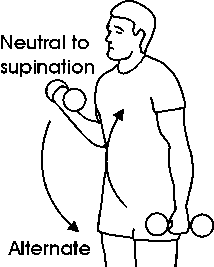 Neutral to
supination
Alternate